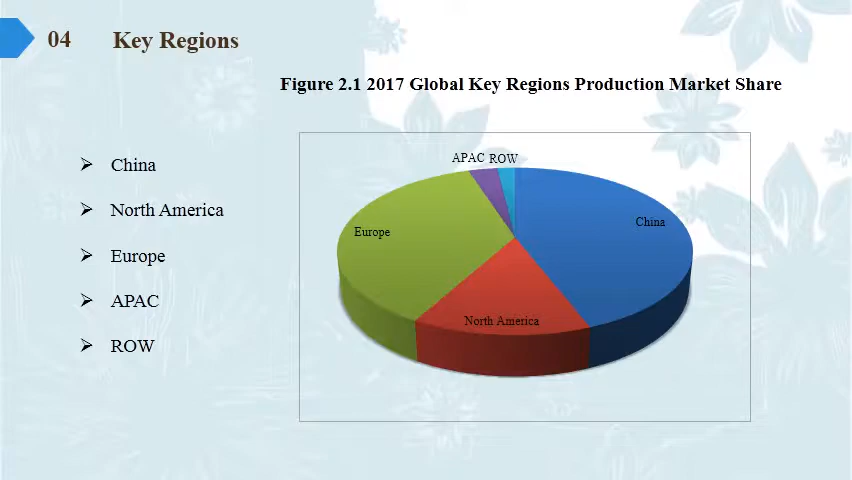 04 Key Regions
Figure 2.1 2017 Global Key Regions Production Market Share
China
North America
Europe
APAC
ROW
APAC ROW
China
Europe
North America